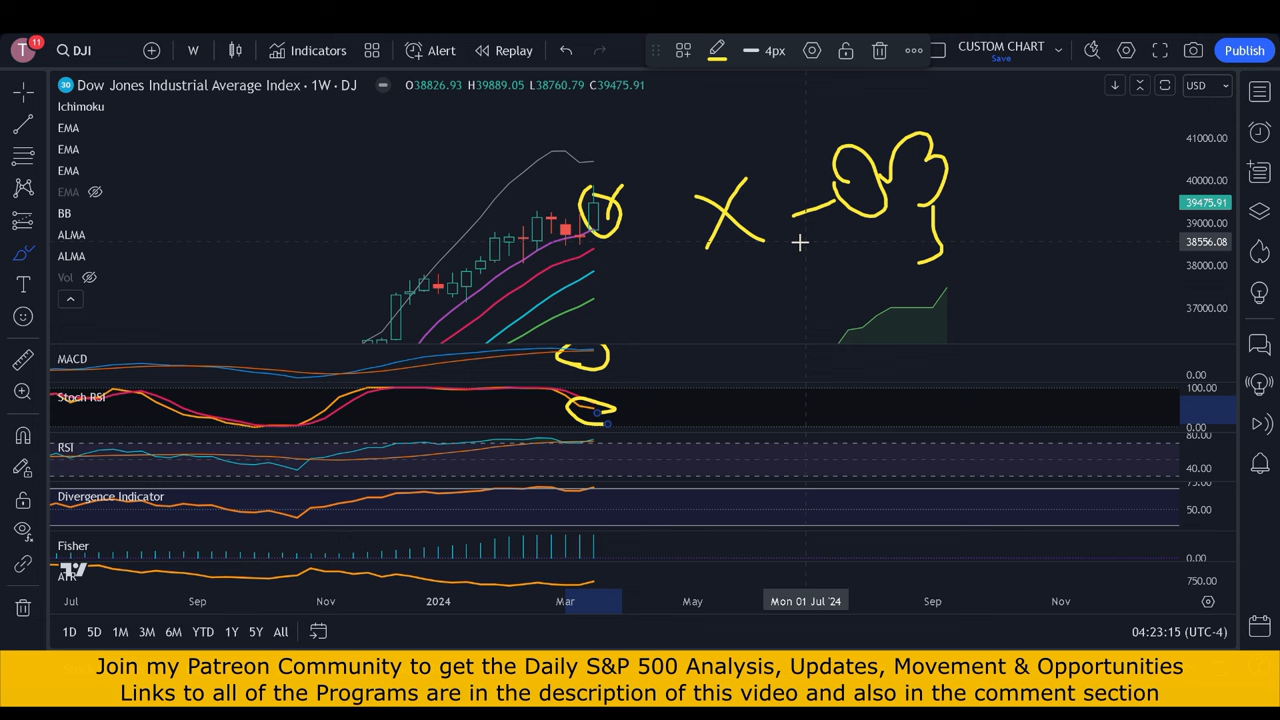 T 11 DJI W Indicators Alert Replay 4px CUSTOM CHART Save Publish
30 Dow Jones Industrial Average Index · 1W · DJ O38826.93 H39889.05 L38760.79 C39475.91 USD
Ichimoku
EMA
EMA
EMA
EMA
BB
ALMA
ALMA
Vol
41000.00
40000.00
39475.91
39000.00
38556.08
38000.00
37000.00
X
MACD
0.00
100.00
Stoch RSI
0.00
80.00
RSI
40.00
75.00
Divergence Indicator
50.00
Fisher
0.00
ATR
750.00
Jul Sep Nov 2024 Mar May Mon 01 Jul '24 Sep Nov
1D 5D 1M 3M 6M YTD 1Y 5Y All 04:23:15 (UTC-4)
Join my Patreon Community to get the Daily S&P 500 Analysis, Updates, Movement & Opportunities
Links to all of the Programs are in the description of this video and also in the comment section